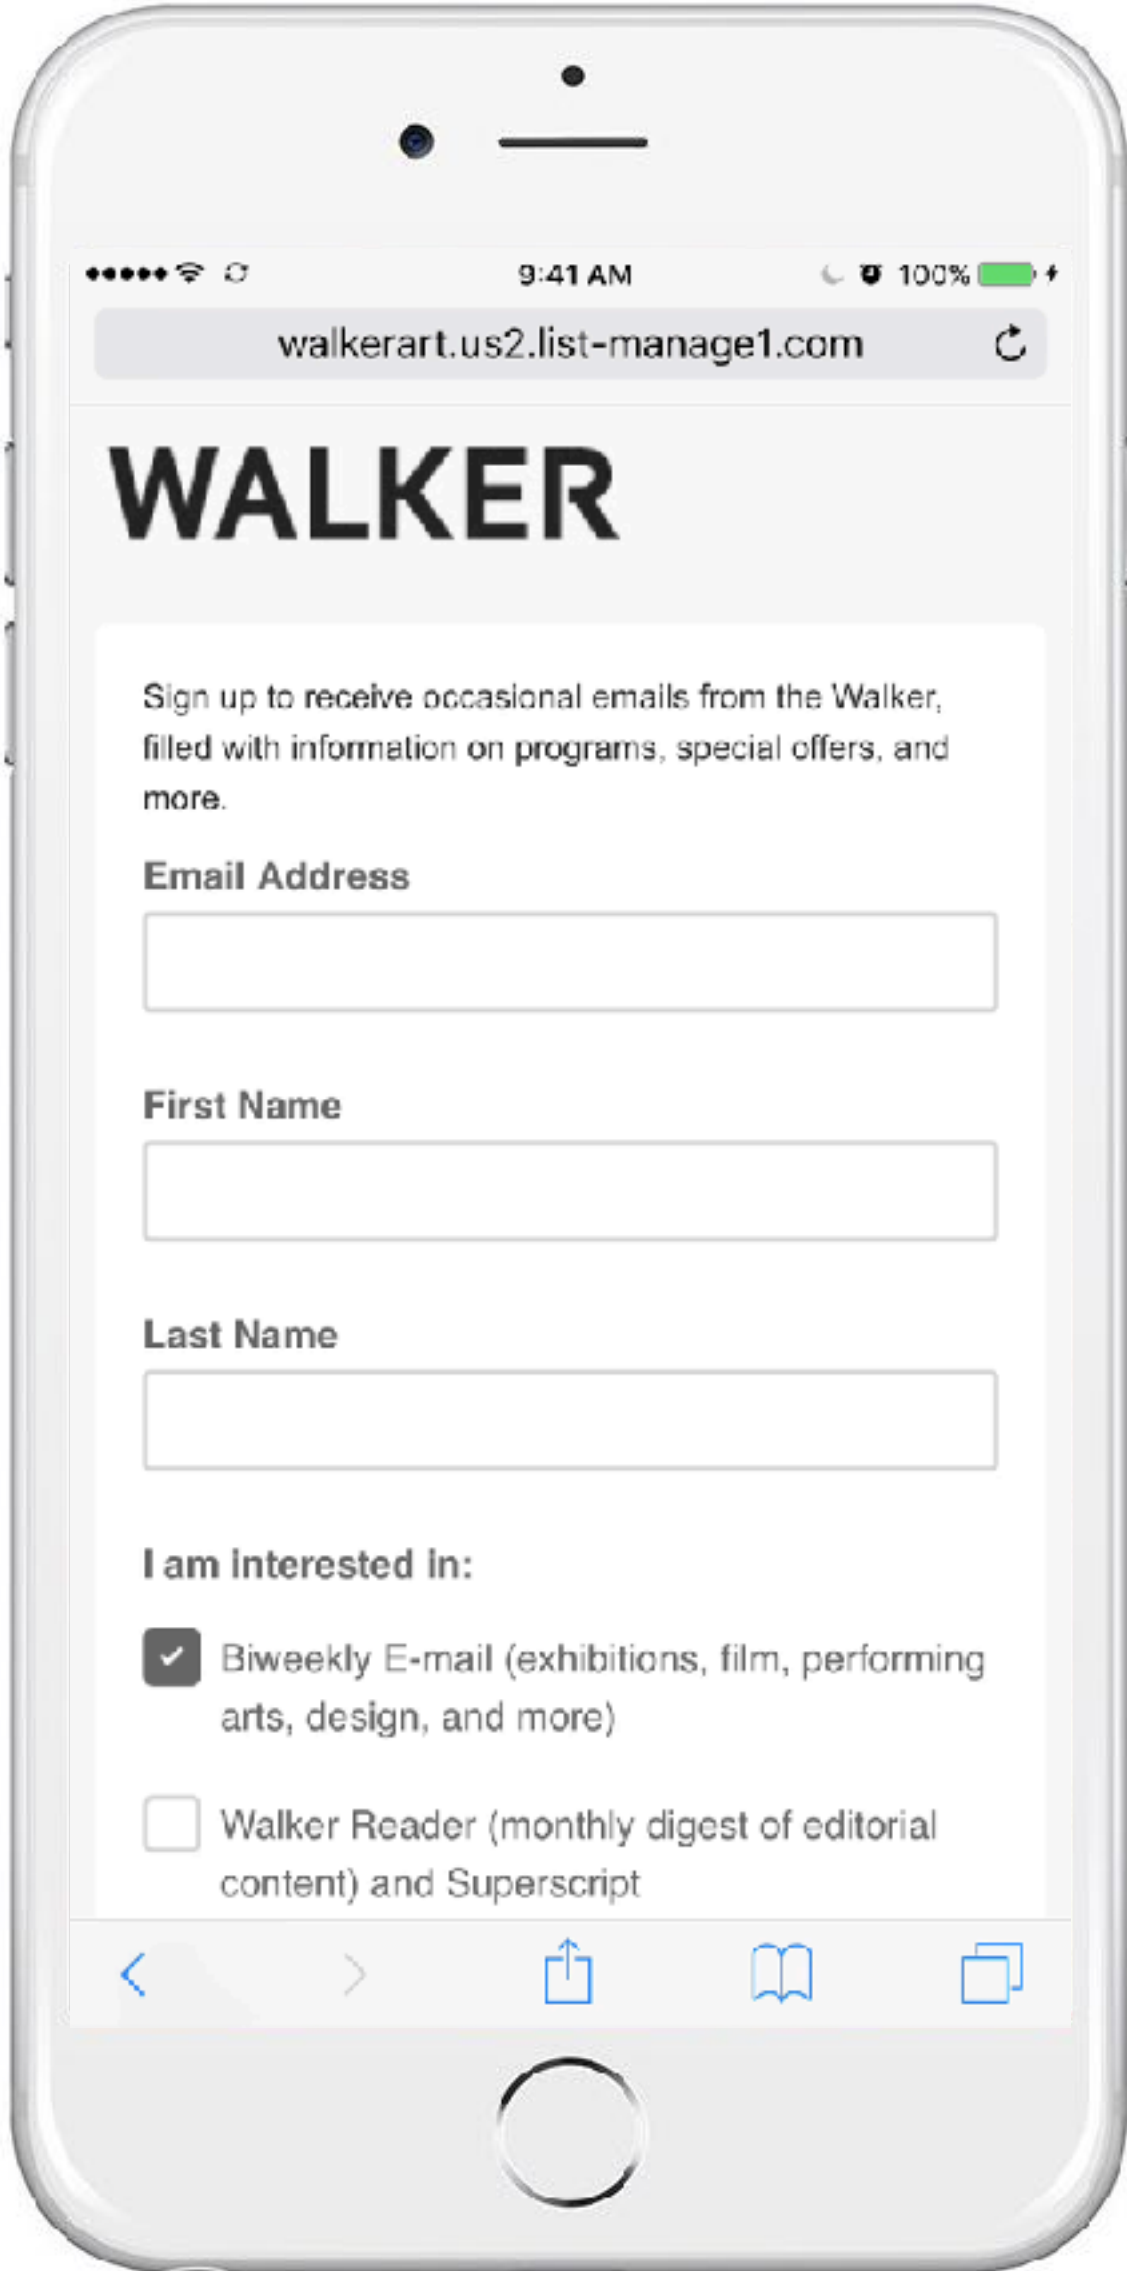 9:41 AM 100%
walkerart.us2.list-manage1.com
WALKER
Sign up to receive occasional emails from the Walker,
filled with information on programs, special offers, and
more.
Email Address
First Name
Last Name
I am interested in:
Biweekly E-mail (exhibitions, film, performing
arts, design, and more)
Walker Reader (monthly digest of editorial
content) and Superscript